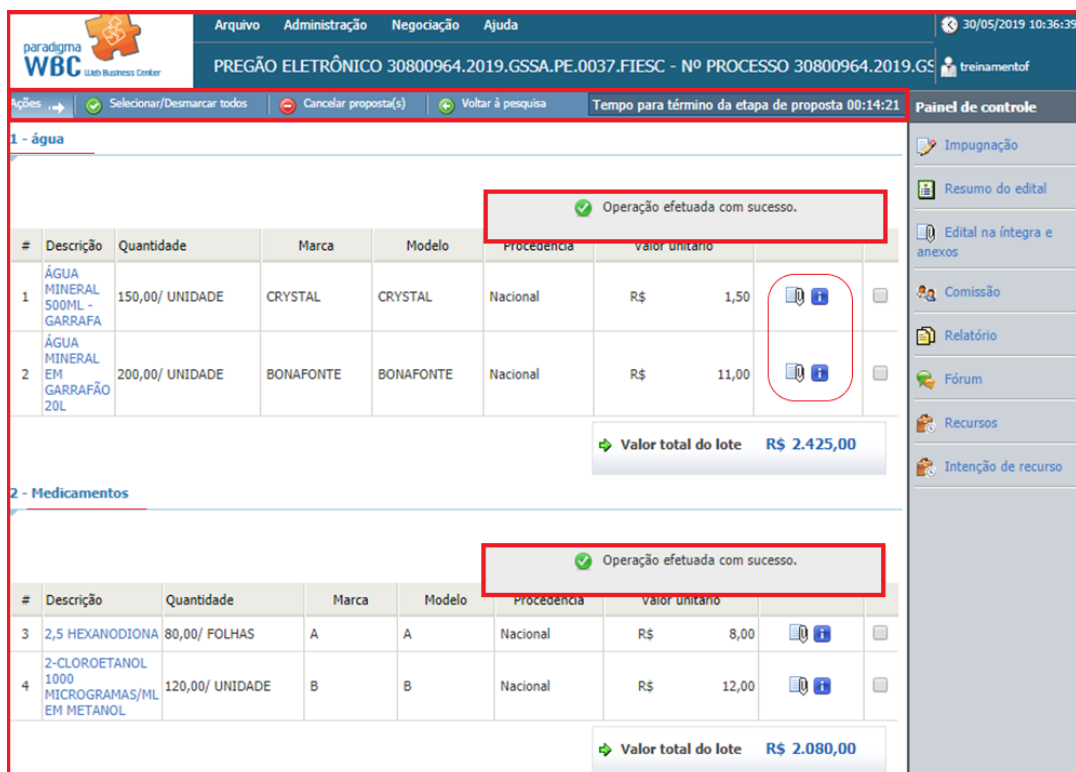 paradigma
WBC Web Business Center
Arquivo Administração Negociação Ajuda
30/05/2019 10:36:39
PREGÃO ELETRÔNICO 30800964.2019.GSSA.PE.0037.FIESC - Nº PROCESSO 30800964.2019.GS
treinamentof
Ações Selecionar/Desmarcar todos Cancelar proposta(s) Voltar à pesquisa Tempo para término da etapa de proposta 00:14:21
Painel de controle
Impugnação
Resumo do edital
Edital na íntegra e
anexos
Comissão
Relatório
Fórum
Recursos
Intenção de recurso
1 - água
Operação efetuada com sucesso.
# Descrição Quantidade Marca Modelo Procedência Valor unitário
1 ÁGUA MINERAL 500ML - GARRAFA 150,00/ UNIDADE CRYSTAL CRYSTAL Nacional R$ 1,50
2 ÁGUA MINERAL EM GARRAFÃO 20L 200,00/ UNIDADE BONAFONTE BONAFONTE Nacional R$ 11,00
Valor total do lote R$ 2.425,00
2 - Medicamentos
Operação efetuada com sucesso.
# Descrição Quantidade Marca Modelo Procedência Valor unitário
3 2,5 HEXANODIONA 80,00/ FOLHAS A A Nacional R$ 8,00
4 2-CLOROETANOL 1000 MICROGRAMAS/ML EM METANOL 120,00/ UNIDADE B B Nacional R$ 12,00
Valor total do lote R$ 2.080,00